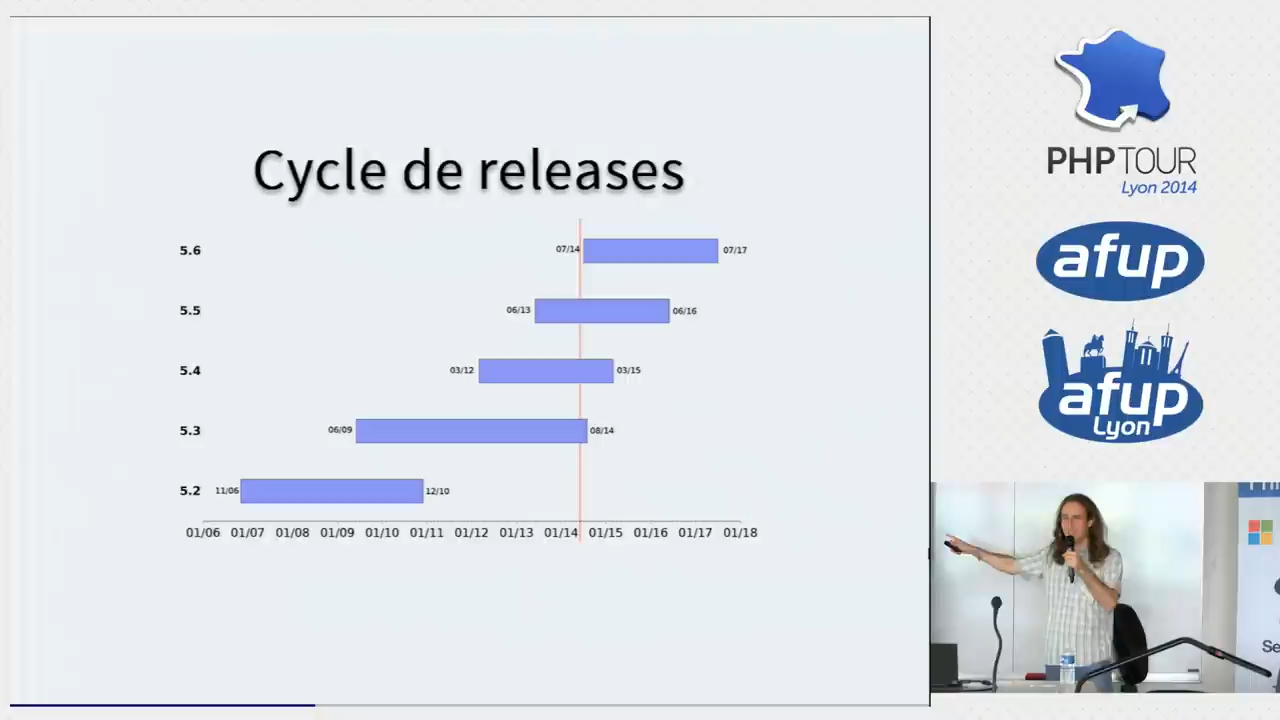 Cycle de releases
5.6
07/14
07/17
5.5
06/13
06/16
5.4
03/12
03/15
5.3
06/09
08/14
5.2
11/06
12/10
01/06 01/07 01/08 01/09 01/10 01/11 01/12 01/13 01/14 01/15 01/16 01/17 01/18
PHP TOUR
Lyon 2014
afup
afup
Lyon
Se